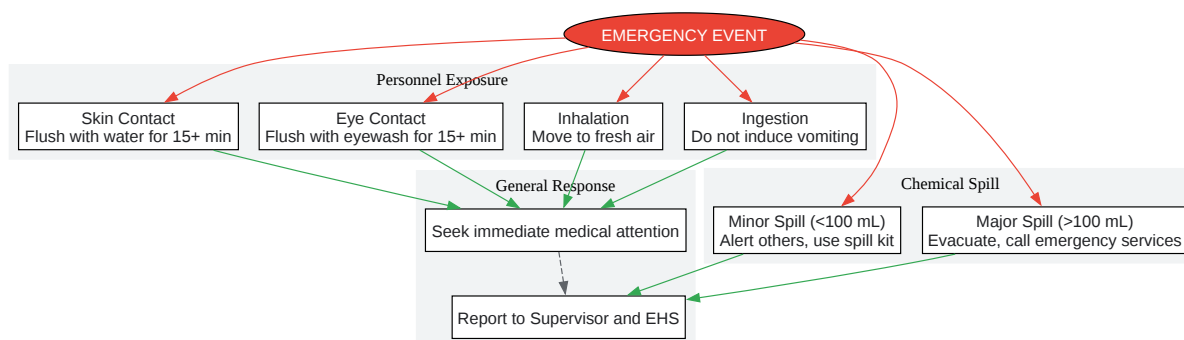 EMERGENCY EVENT
Personnel Exposure
Skin Contact
Flush with water for 15+ min
Eye Contact
Flush with eyewash for 15+ min
Inhalation
Move to fresh air
Ingestion
Do not induce vomiting
General Response
Seek immediate medical attention
Chemical Spill
Minor Spill (<100 mL)
Alert others, use spill kit
Major Spill (>100 mL)
Evacuate, call emergency services
Report to Supervisor and EHS